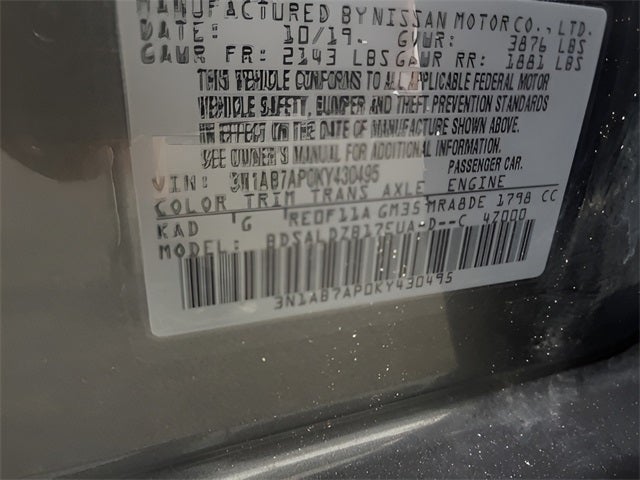 MANUFACTURED BY NISSAN MOTOR CO., LTD.
DATE: 10/19 GVWR: 3876 LBS
GAWR FR: 2143 LBS GAWR RR: 1881 LBS
THIS VEHICLE CONFORMS TO ALL APPLICABLE FEDERAL MOTOR
VEHICLE SAFETY, BUMPER AND THEFT PREVENTION STANDARDS
IN EFFECT ON THE DATE OF MANUFACTURE SHOWN ABOVE.
SEE OWNER'S MANUAL FOR ADDITIONAL INFORMATION.
VIN: 3N1AB7AP0KY430495 PASSENGER CAR.
COLOR TRIM TRANS AXLE ENGINE
KAD G RE0F11A GM35 MRA8DE 1798 CC
MODEL: D--C 47000
3N1AB7AP0KY430495